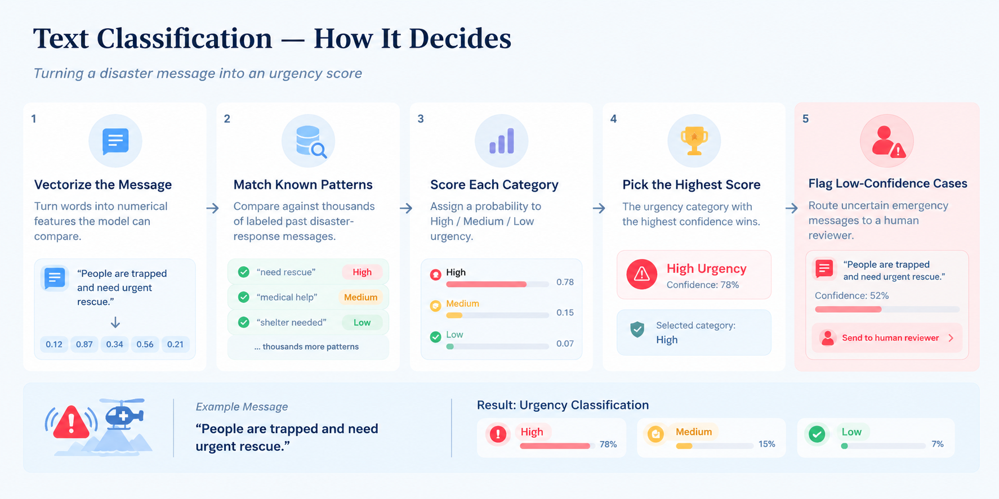 Text Classification — How It Decides
Turning a disaster message into an urgency score
1
Vectorize the Message
Turn words into numerical
features the model can
compare.
“People are trapped
and need urgent
rescue.”
0.12 0.87 0.34 0.56 0.21
2
Match Known Patterns
Compare against thousands
of labeled past disaster-
response messages.
“need rescue” High
“medical help” Medium
“shelter needed” Low
... thousands more patterns
3
Score Each Category
Assign a probability to
High / Medium / Low
urgency.
High 0.78
Medium 0.15
Low 0.07
4
Pick the Highest Score
The urgency category with
the highest confidence wins.
High Urgency
Confidence: 78%
Selected category:
High
5
Flag Low-Confidence Cases
Route uncertain emergency
messages to a human
reviewer.
“People are trapped
and need urgent rescue.”
Confidence: 52%
Send to human reviewer
Example Message
“People are trapped and need
urgent rescue.”
Result: Urgency Classification
High 78%
Medium 15%
Low 7%